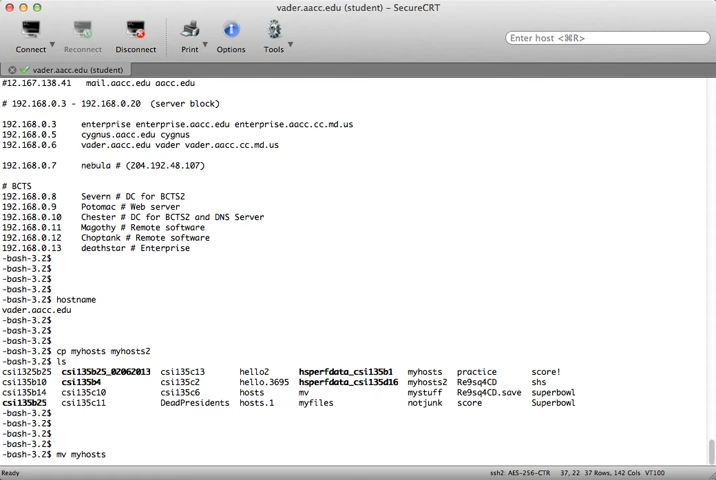 vader.aacc.edu (student) – SecureCRT
Connect Reconnect Disconnect Print Options Tools Enter host <⌘R>
vader.aacc.edu (student)
#12.167.138.41 mail.aacc.edu aacc.edu
# 192.168.0.3 - 192.168.0.20 (server block)
192.168.0.3 enterprise enterprise.aacc.edu enterprise.aacc.cc.md.us
192.168.0.5 cygnus.aacc.edu cygnus
192.168.0.6 vader.aacc.edu vader vader.aacc.cc.md.us
192.168.0.7 nebula # (204.192.48.107)
# BCTS
192.168.0.8 Severn # DC for BCTS2
192.168.0.9 Potomac # Web server
192.168.0.10 Chester # DC for BCTS2 and DNS Server
192.168.0.11 Magothy # Remote software
192.168.0.12 Choptank # Remote software
192.168.0.13 deathstar # Enterprise
-bash-3.2$
-bash-3.2$
-bash-3.2$
-bash-3.2$
-bash-3.2$ hostname
vader.aacc.edu
-bash-3.2$
-bash-3.2$
-bash-3.2$
-bash-3.2$ cp myhosts myhosts2
-bash-3.2$ ls
csi1325b25 csi135b25_02062013 csi135c13 hello2 hsperfdata_csi135b1 myhosts practice score!
csi135b10 csi135b4 csi135c2 hello.3695 hsperfdata_csi135d16 myhosts2 Re9sq4CD shs
csi135b14 csi135c10 csi135c6 hosts mv mystuff Re9sq4CD.save superbowl
csi135b25 csi135c11 DeadPresidents hosts.1 myfiles notjunk score Superbowl
-bash-3.2$
-bash-3.2$
-bash-3.2$
-bash-3.2$
-bash-3.2$ mv myhosts
Ready ssh2: AES-256-CTR 37, 22 37 Rows, 142 Cols VT100